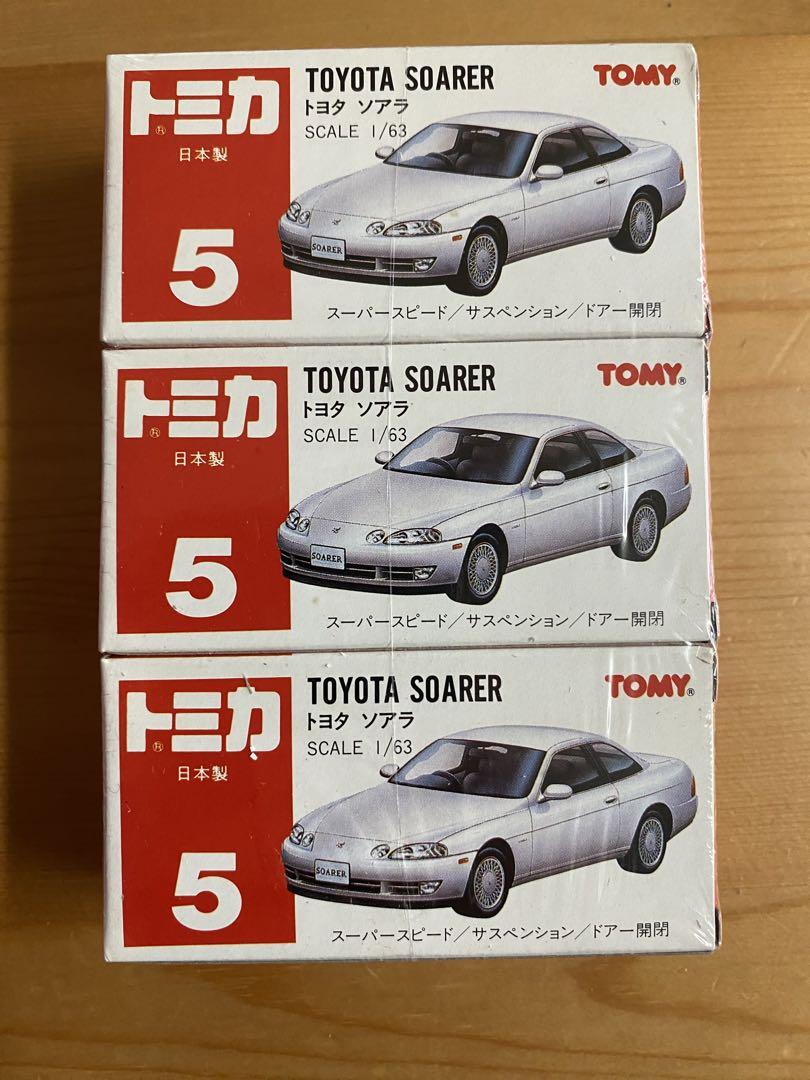 トミカ
®
日本製
5
TOYOTA SOARER
トヨタ ソアラ
SCALE 1/63
TOMY®
SOARER
スーパースピード/サスペンション/ドアー開閉
トミカ
®
日本製
5
TOYOTA SOARER
トヨタ ソアラ
SCALE 1/63
TOMY®
SOARER
スーパースピード/サスペンション/ドアー開閉
トミカ
®
日本製
5
TOYOTA SOARER
トヨタ ソアラ
SCALE 1/63
TOMY®
SOARER
スーパースピード/サスペンション/ドアー開閉